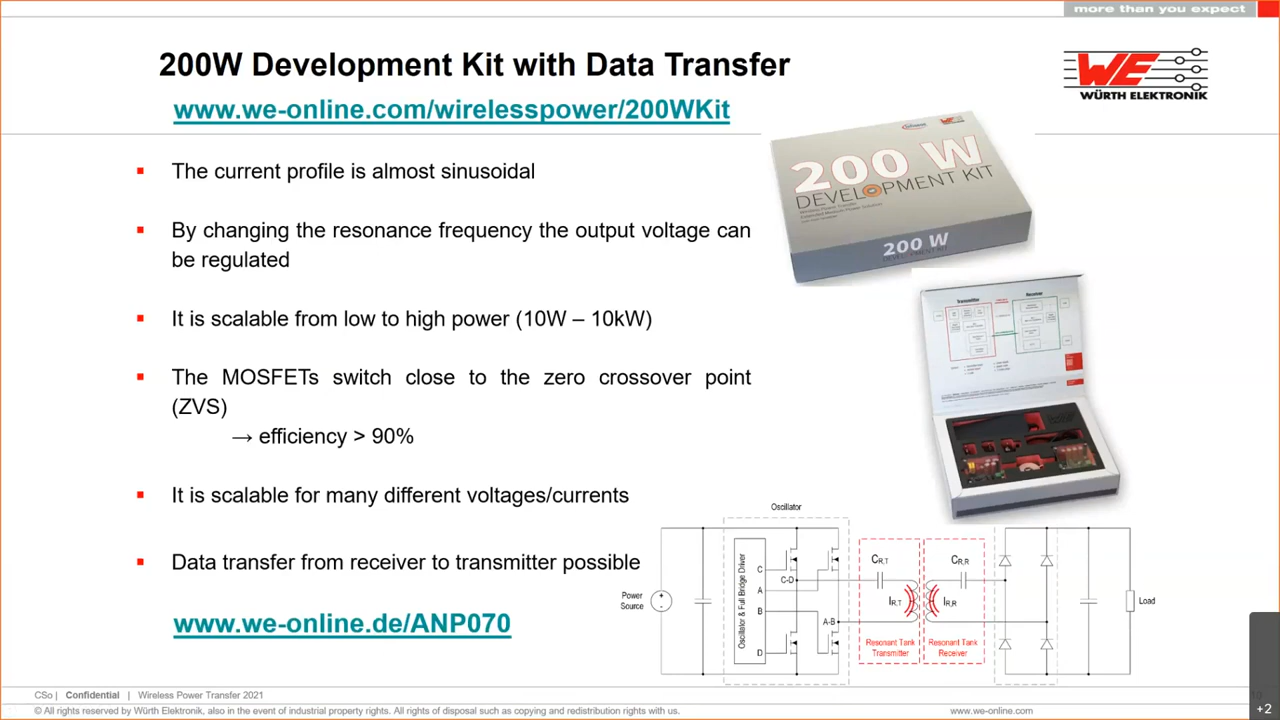 more than you expect
200W Development Kit with Data Transfer
WE
WÜRTH ELEKTRONIK
www.we-online.com/wirelesspower/200WKit
The current profile is almost sinusoidal
By changing the resonance frequency the output voltage can
be regulated
It is scalable from low to high power (10W – 10kW)
The MOSFETs switch close to the zero crossover point
(ZVS)
→ efficiency > 90%
It is scalable for many different voltages/currents
Data transfer from receiver to transmitter possible
www.we-online.de/ANP070
200 W
DEVELOPMENT KIT
200 W
DEVELOPMENT KIT
Transmitter
Receiver
Oscillator
Power
Source
+
-
Oscillator & Full Bridge Driver
C
A
B
D
C-D
A-B
CR,T
IR,T
Resonant Tank
Transmitter
CR,R
IR,R
Resonant Tank
Receiver
Load
CSo | Confidential | Wireless Power Transfer 2021
© All rights reserved by Würth Elektronik, also in the event of industrial property rights. All rights of disposal such as copying and redistribution rights with us.
www.we-online.com
+2